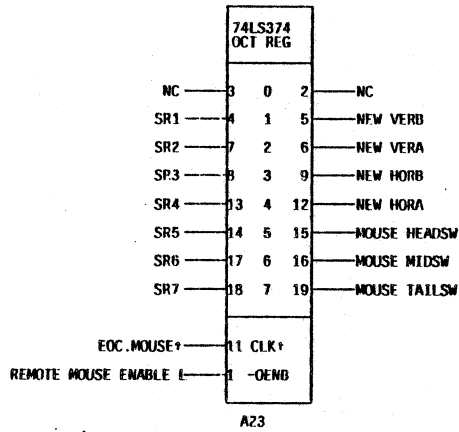 74LS374
OCT REG
NC 3 0 2 NC
SR1 4 1 5 NEW VERB
SR2 7 2 6 NEW VERA
SR3 8 3 9 NEW HORB
SR4 13 4 12 NEW HORA
SR5 14 5 15 MOUSE HEADSW
SR6 17 6 16 MOUSE MIDSW
SR7 18 7 19 MOUSE TAILSW
EOC.MOUSE↑ 11 CLK↑
REMOTE MOUSE ENABLE L 1 -OENB
A23